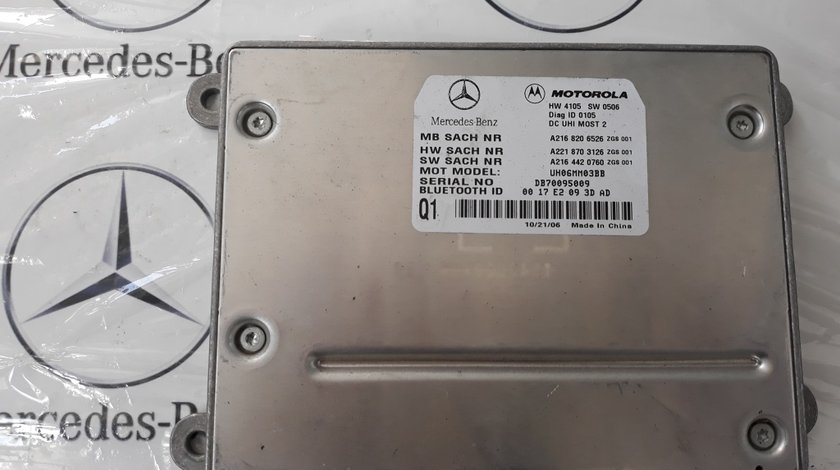 Mercedes-Benz
MOTOROLA
HW 4105 SW 0506
Diag ID 0105
DC UHI MOST 2
Mercedes-Benz
MB SACH NR A216 820 6526 ZGS 001
HW SACH NR A221 870 3126 ZGS 001
SW SACH NR A216 442 0760 ZGS 001
MOT MODEL: UH06MM03BB
SERIAL NO DB70095009
BLUETOOTH ID 00 17 E2 09 3D AD
Q1
10/21/06 Made In China